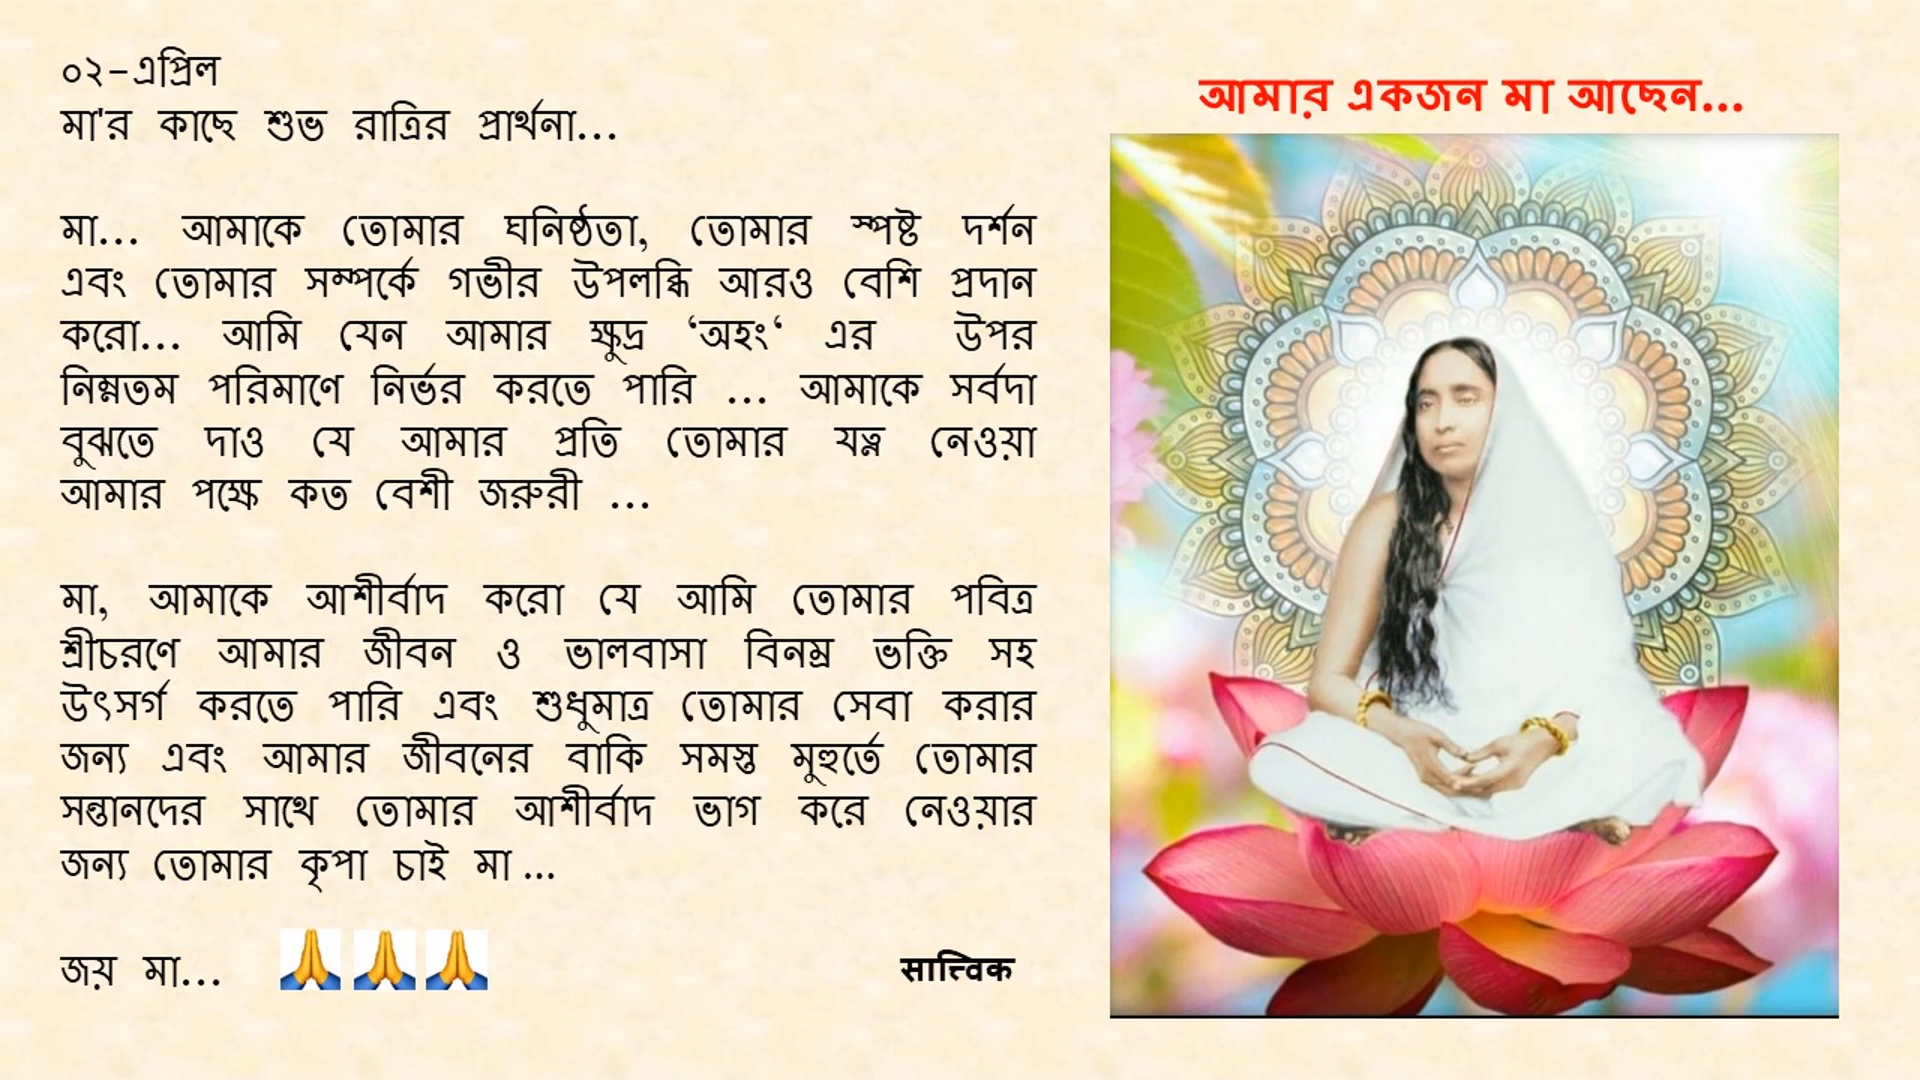 ০২–এপ্রিল
মা'র কাছে শুভ রাত্রির প্রার্থনা...
মা... আমাকে তোমার ঘনিষ্ঠতা, তোমার স্পষ্ট দর্শন
এবং তোমার সম্পর্কে গভীর উপলব্ধি আরও বেশি প্রদান
করো... আমি যেন আমার ক্ষুদ্র ‘অহং‘ এর উপর
নিম্নতম পরিমাণে নির্ভর করতে পারি ... আমাকে সর্বদা
বুঝতে দাও যে আমার প্রতি তোমার যত্ন নেওয়া
আমার পক্ষে কত বেশী জরুরী ...
মা, আমাকে আশীর্বাদ করো যে আমি তোমার পবিত্র
শ্রীচরণে আমার জীবন ও ভালবাসা বিনম্র ভক্তি সহ
উৎসর্গ করতে পারি এবং শুধুমাত্র তোমার সেবা করার
জন্য এবং আমার জীবনের বাকি সমস্ত মুহুর্তে তোমার
সন্তানদের সাথে তোমার আশীর্বাদ ভাগ করে নেওয়ার
জন্য তোমার কৃপা চাই মা ...
জয় মা... 🙏 🙏 🙏
सात्त्विक
আমার একজন মা আছেন...